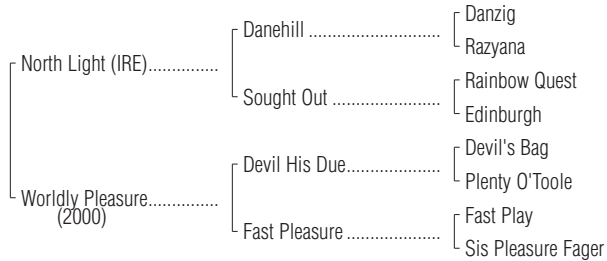 Danzig
Danehill ..............................
Razyana
North Light (IRE)................
Rainbow Quest
Sought Out .........................
Edinburgh
Devil's Bag
Devil His Due......................
Plenty O'Toole
Worldly Pleasure................
(2000)
Fast Play
Fast Pleasure ......................
Sis Pleasure Fager